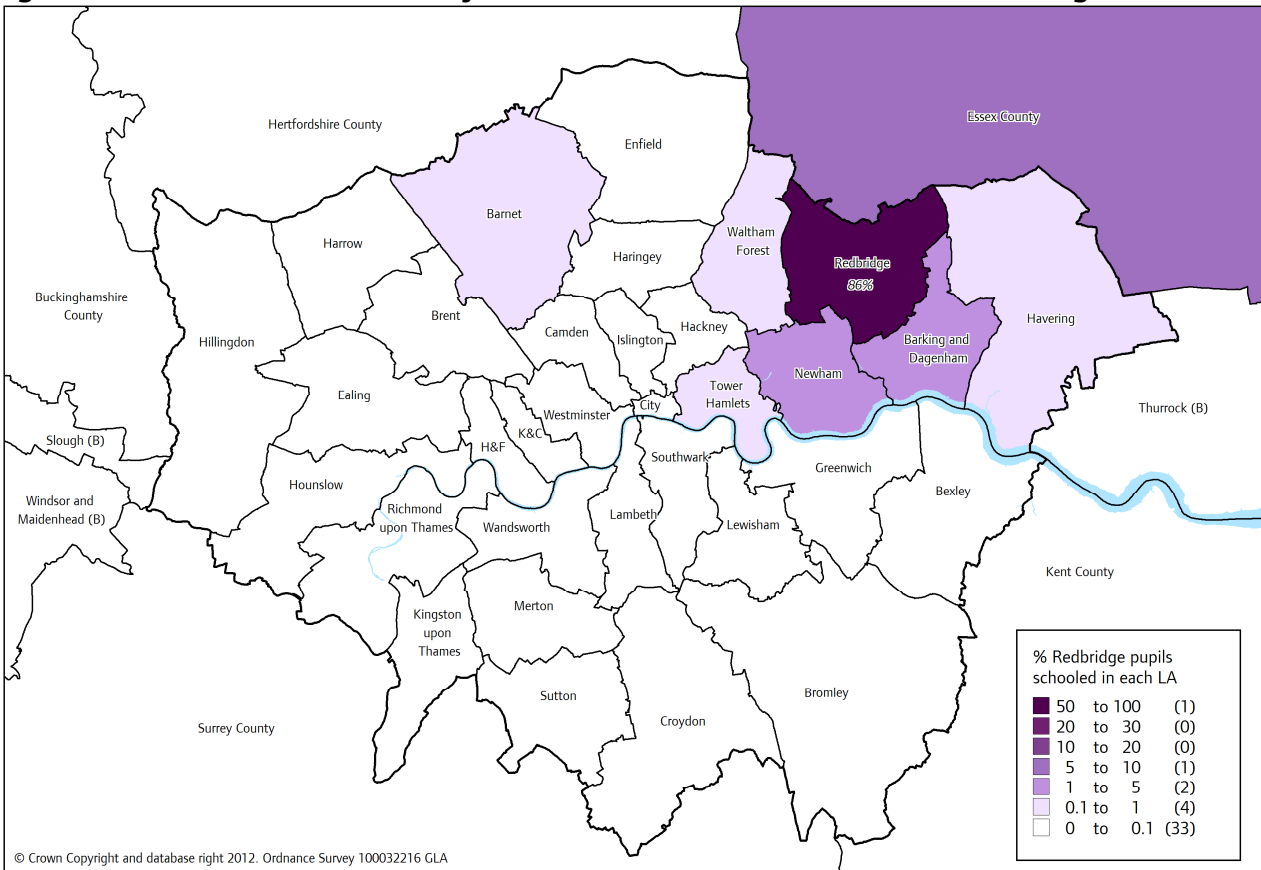 Hertfordshire County
Enfield
Essex County
Barnet
Harrow
Waltham
Forest
Haringey
Redbridge
86%
Buckinghamshire
County
Brent
Hillingdon
Camden
Islington
Hackney
Havering
Barking and
Dagenham
Newham
Ealing
Tower
Hamlets
City
Westminster
K&C
H&F
Thurrock (B)
Slough (B)
Southwark
Greenwich
Hounslow
Bexley
Windsor and
Maidenhead (B)
Richmond
upon Thames
Wandsworth
Lambeth
Lewisham
Kent County
Merton
Kingston
upon
Thames
Sutton
Croydon
Bromley
Surrey County
% Redbridge pupils
schooled in each LA
50 to 100 (1)
20 to 30 (0)
10 to 20 (0)
5 to 10 (1)
1 to 5 (2)
0.1 to 1 (4)
0 to 0.1 (33)
© Crown Copyright and database right 2012. Ordnance Survey 100032216 GLA